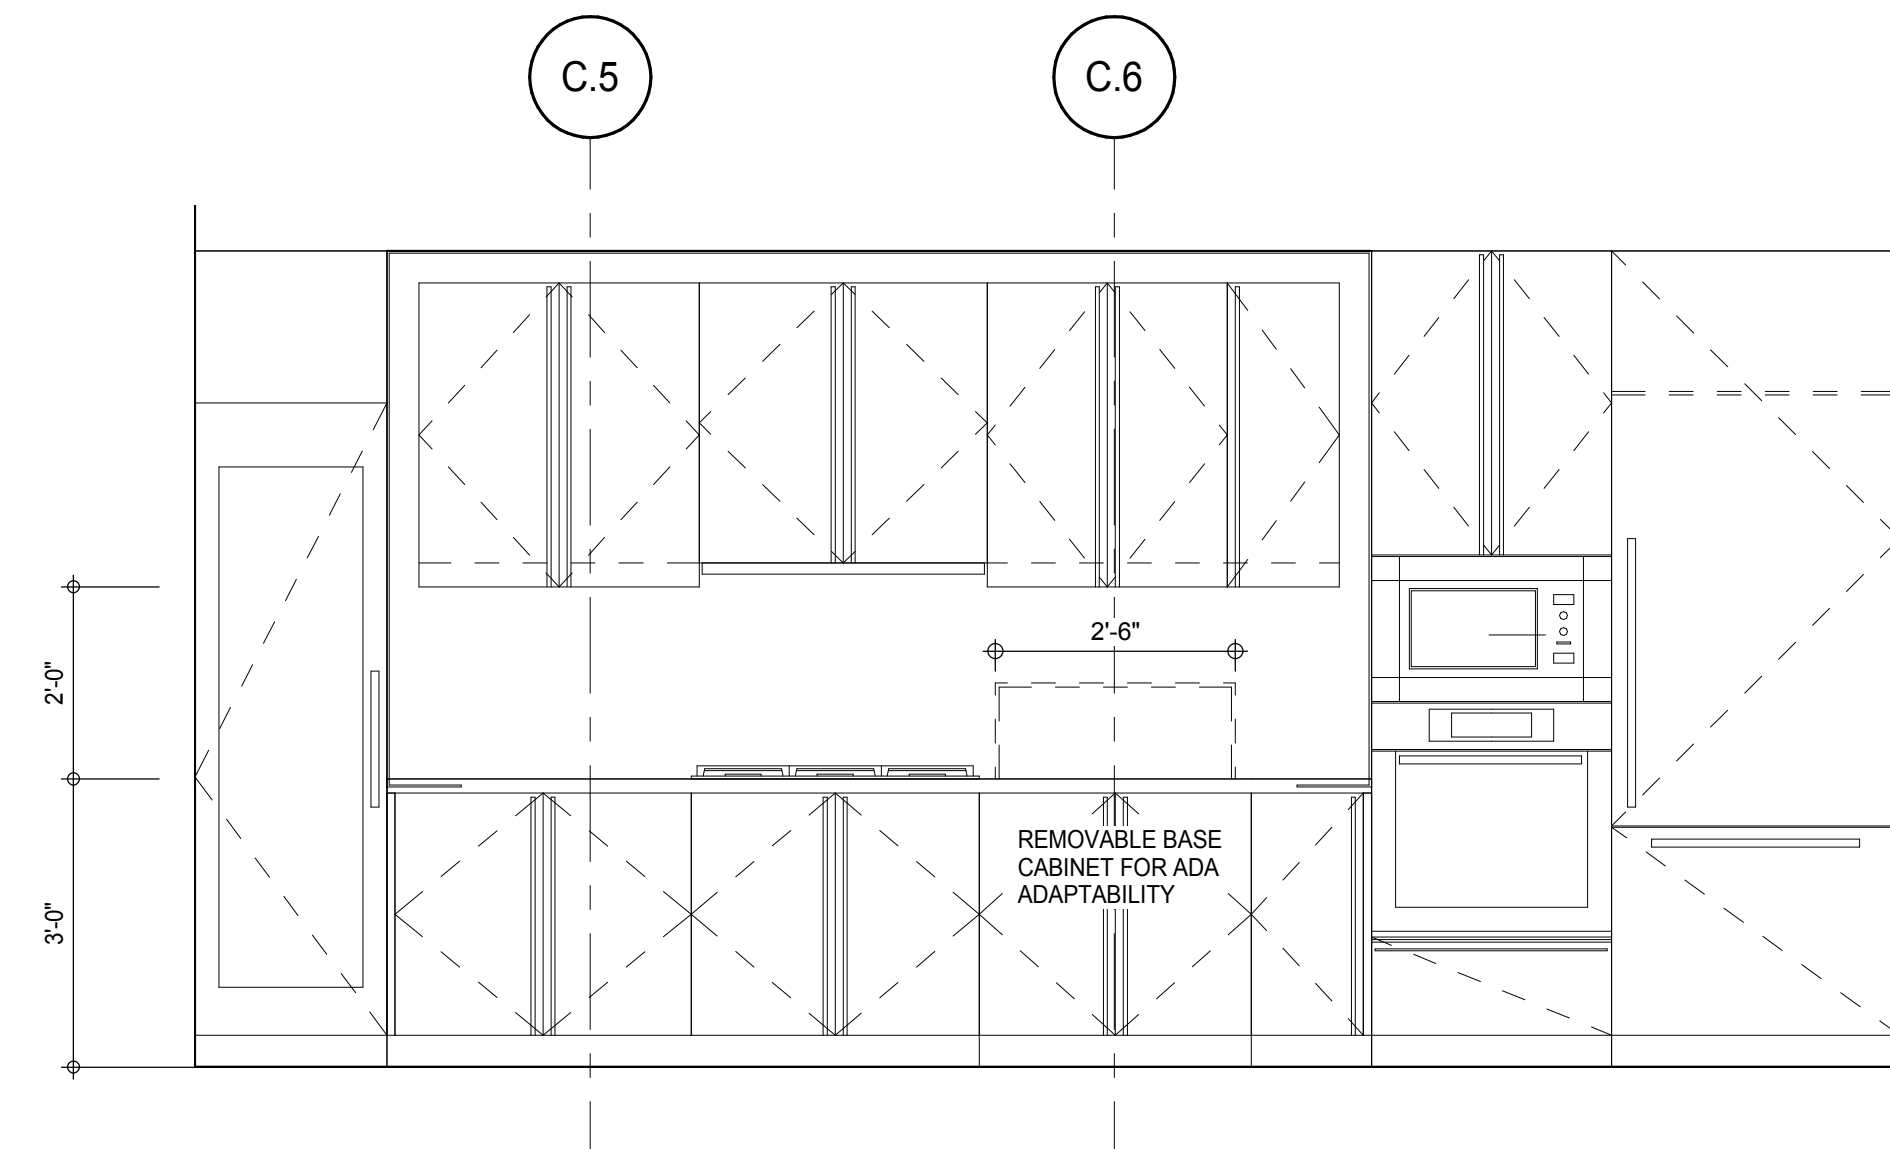 C.5
C.6
2'-6"
2'-0"
REMOVABLE BASE
CABINET FOR ADA
ADAPTABILITY
3'-0"